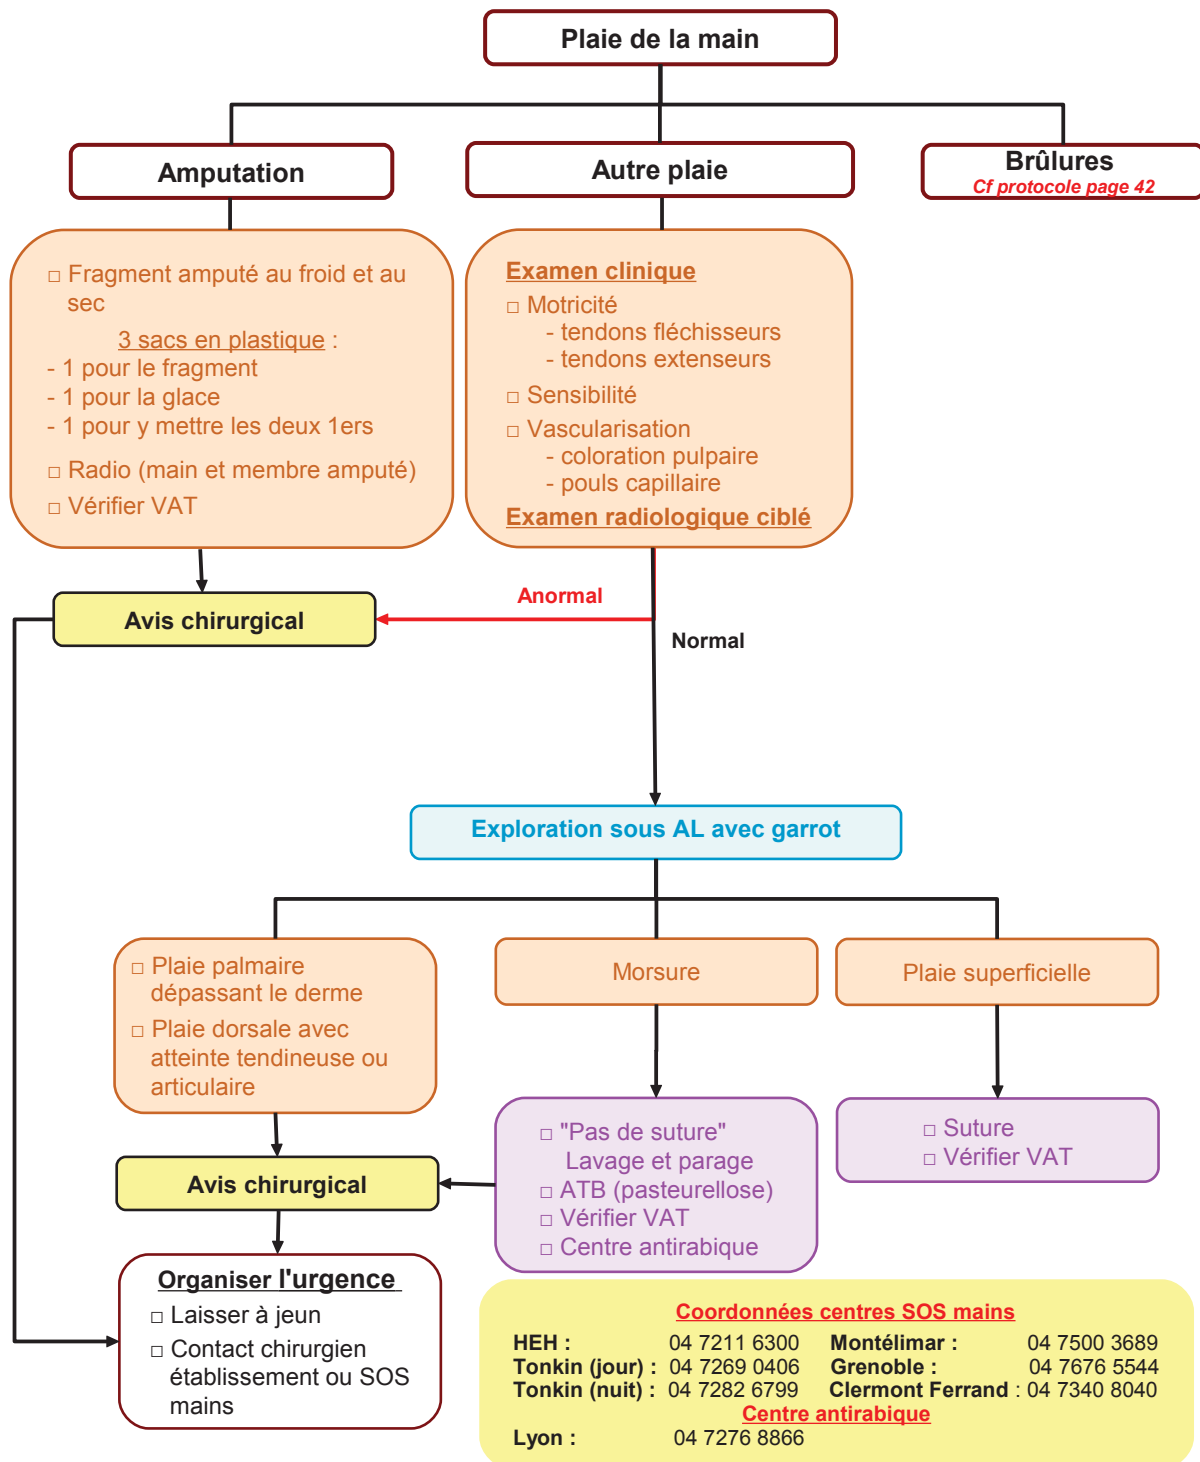 Plaie de la main
Amputation
Autre plaie
Brûlures
Cf protocole page 42
□ Fragment amputé au froid et au
sec
3 sacs en plastique :
- 1 pour le fragment
- 1 pour la glace
- 1 pour y mettre les deux 1ers
□ Radio (main et membre amputé)
□ Vérifier VAT
Examen clinique
□ Motricité
- tendons fléchisseurs
- tendons extenseurs
□ Sensibilité
□ Vascularisation
- coloration pulpaire
- pouls capillaire
Examen radiologique ciblé
Avis chirurgical
Anormal
Normal
Exploration sous AL avec garrot
□ Plaie palmaire
dépassant le derme
□ Plaie dorsale avec
atteinte tendineuse ou
articulaire
Morsure
Plaie superficielle
□ "Pas de suture"
Lavage et parage
□ ATB (pasteurellose)
□ Vérifier VAT
□ Centre antirabique
□ Suture
□ Vérifier VAT
Avis chirurgical
Organiser l'urgence
□ Laisser à jeun
□ Contact chirurgien
établissement ou SOS
mains
Coordonnées centres SOS mains
HEH : 04 7211 6300 Montélimar : 04 7500 3689
Tonkin (jour) : 04 7269 0406 Grenoble : 04 7676 5544
Tonkin (nuit) : 04 7282 6799 Clermont Ferrand : 04 7340 8040
Centre antirabique
Lyon : 04 7276 8866